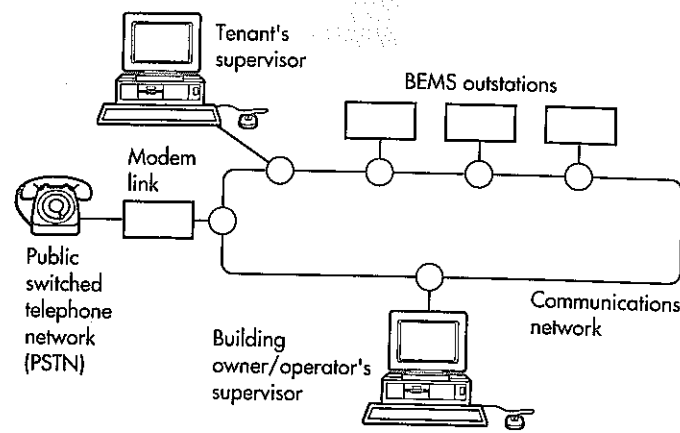 Tenant's
supervisor
BEMS outstations
Modem
link
Public
switched
telephone
network
(PSTN)
Communications
network
Building
owner/operator's
supervisor